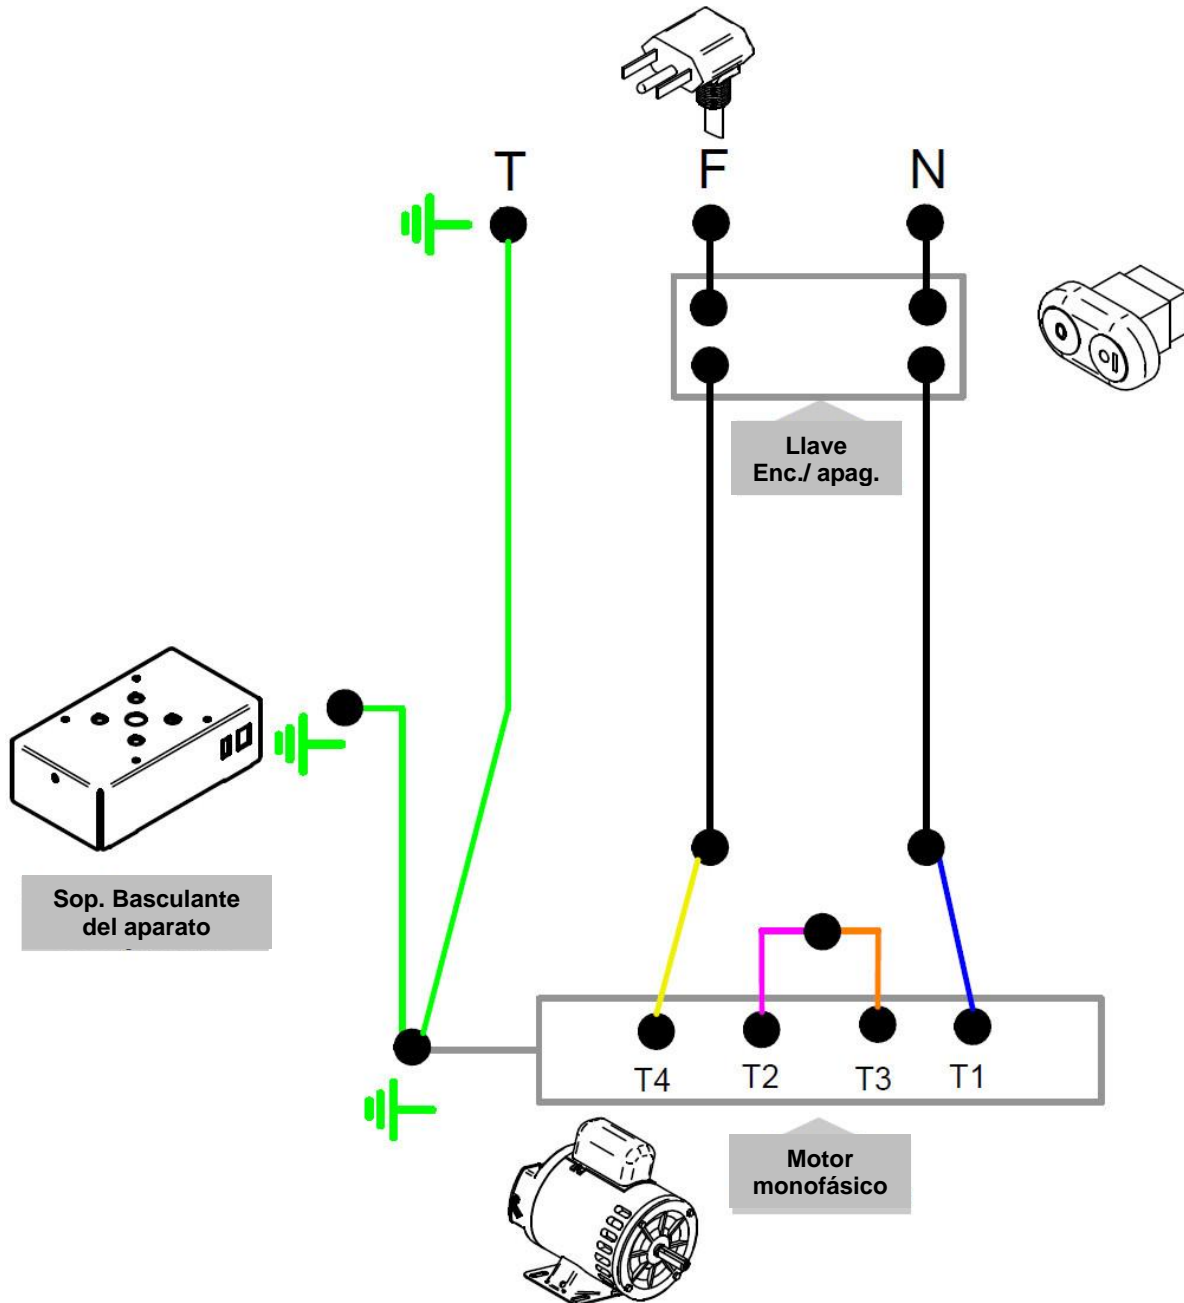 T F N
Llave
Enc./ apag.
Sop. Basculante
del aparato
T4 T2 T3 T1
Motor
monofásico